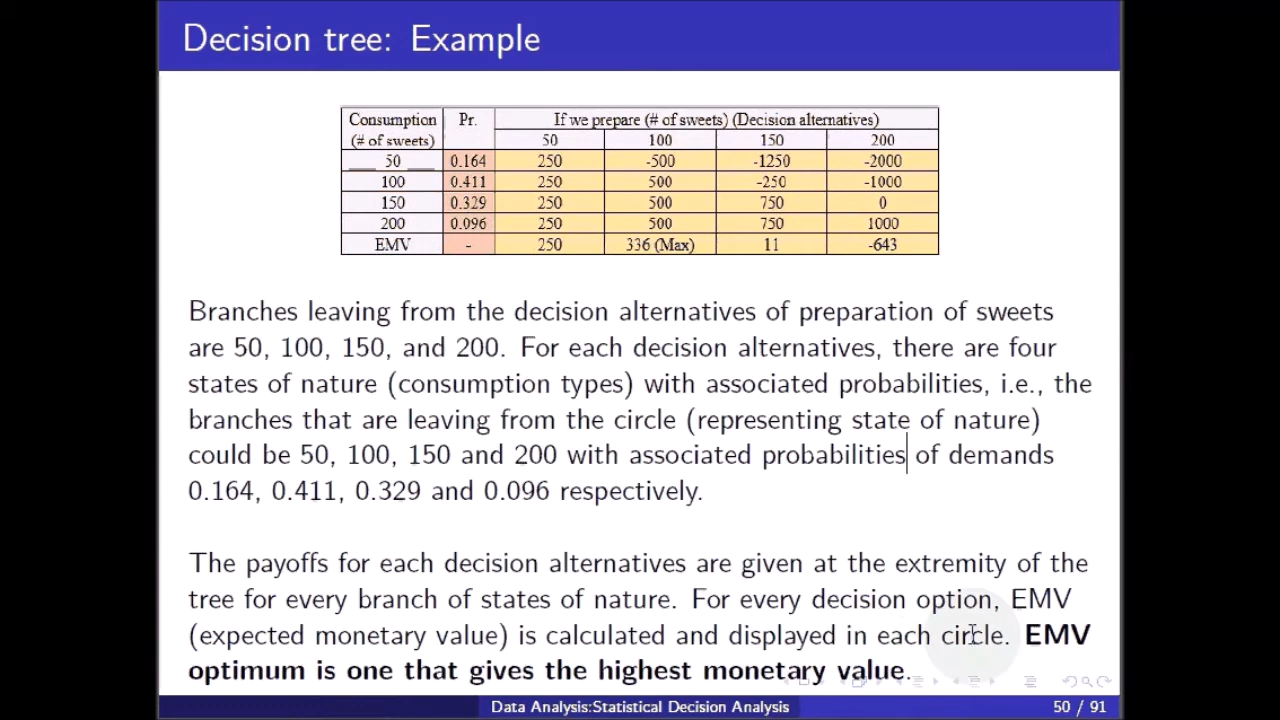 Decision tree: Example
Consumption Pr. If we prepare (# of sweets) (Decision alternatives)
(# of sweets) 50 100 150 200
50 0.164 250 -500 -1250 -2000
100 0.411 250 500 -250 -1000
150 0.329 250 500 750 0
200 0.096 250 500 750 1000
EMV - 250 336 (Max) 11 -643
Branches leaving from the decision alternatives of preparation of sweets
are 50, 100, 150, and 200. For each decision alternatives, there are four
states of nature (consumption types) with associated probabilities, i.e., the
branches that are leaving from the circle (representing state of nature)
could be 50, 100, 150 and 200 with associated probabilities of demands
0.164, 0.411, 0.329 and 0.096 respectively.
The payoffs for each decision alternatives are given at the extremity of the
tree for every branch of states of nature. For every decision option, EMV
(expected monetary value) is calculated and displayed in each circle. EMV
optimum is one that gives the highest monetary value.
Data Analysis:Statistical Decision Analysis 50 / 91